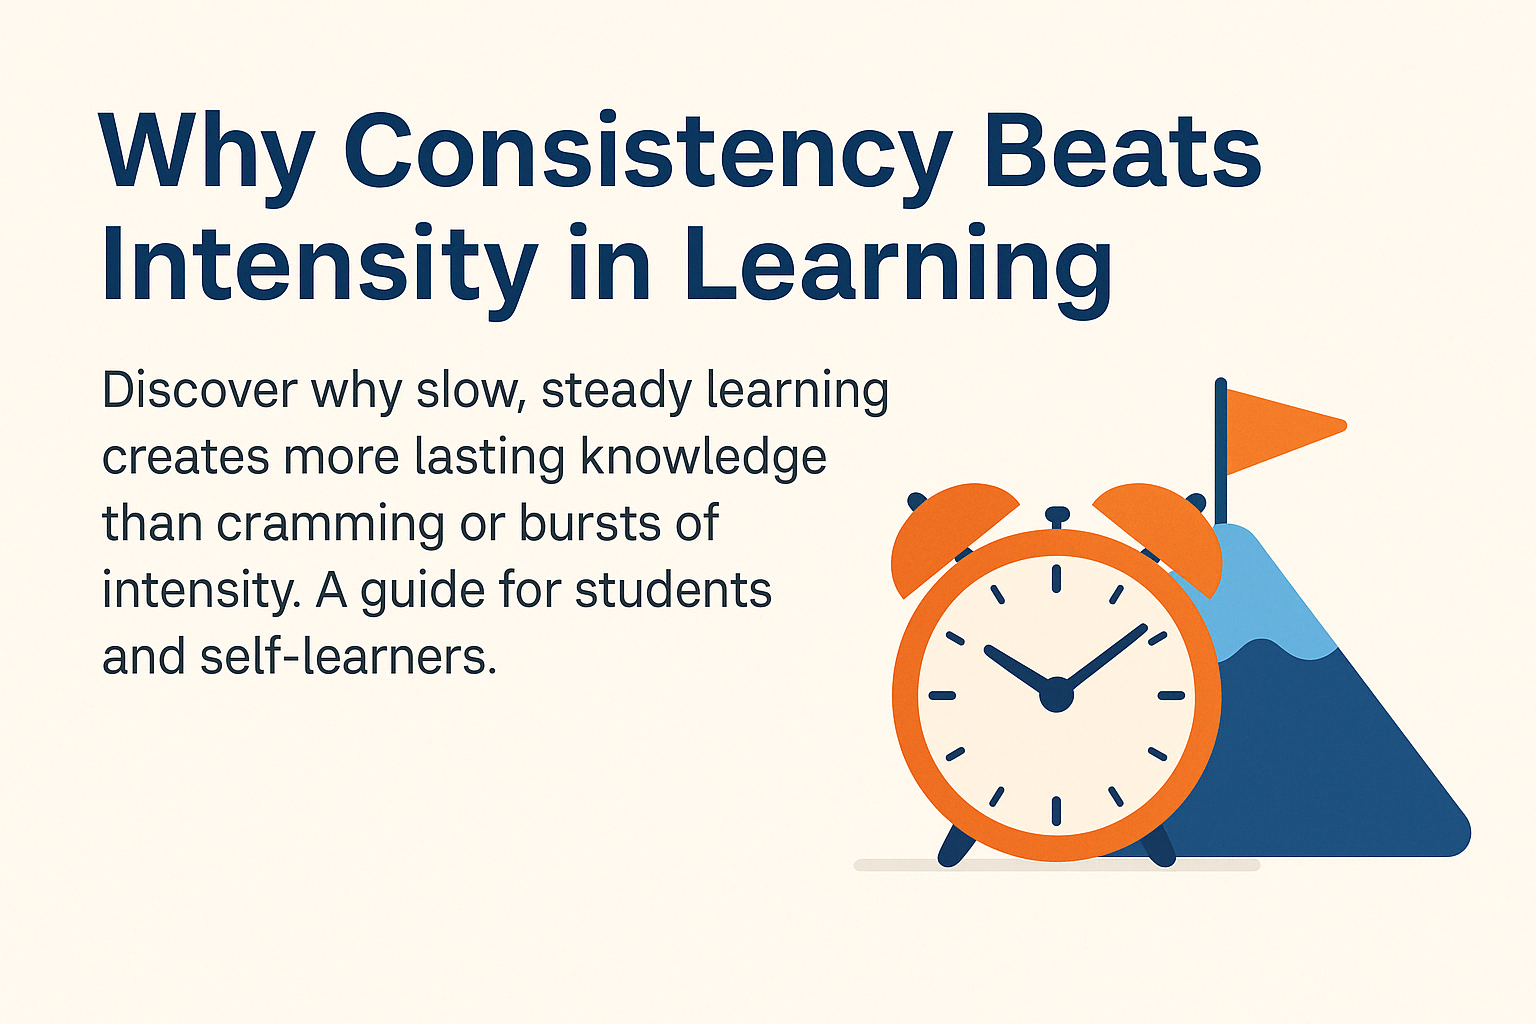 Why Consistency Beats
Intensity in Learning
Discover why slow, steady learning
creates more lasting knowledge
than cramming or bursts of
intensity. A guide for students
and self-learners.